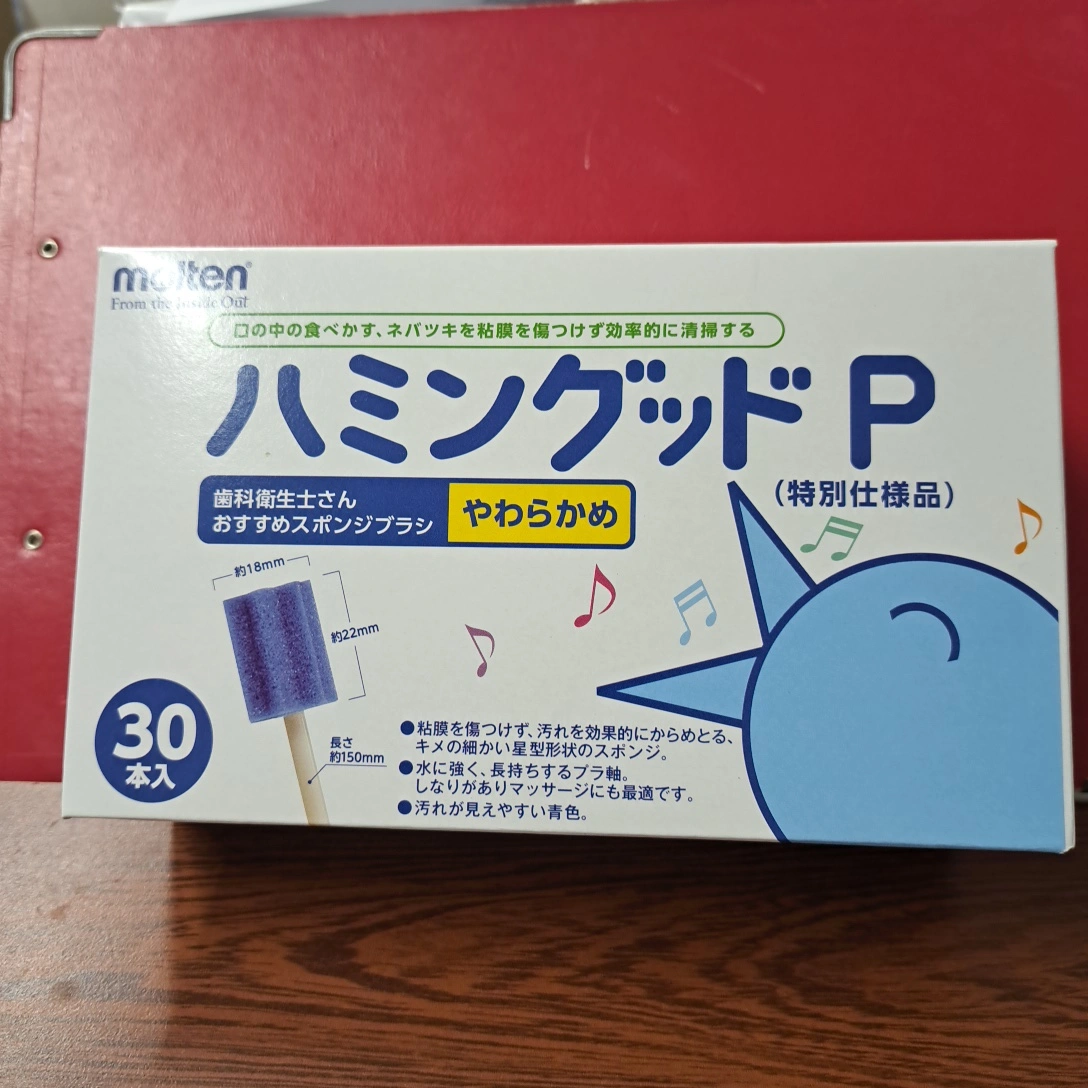 molten
From the Inside Out
口の中の食べかす、ネバツキを粘膜を傷つけず効率的に清掃する
ハミングッド P
(特別仕様品)
歯科衛生士さん
おすすめスポンジブラシ
やわらかめ
約18mm
約22mm
長さ
約150mm
30
本入
●粘膜を傷つけず、汚れを効果的にからめとる、
キメの細かい星型形状のスポンジ。
●水に強く、長持ちするプラ軸。
しなりがありマッサージにも最適です。
●汚れが見えやすい青色。